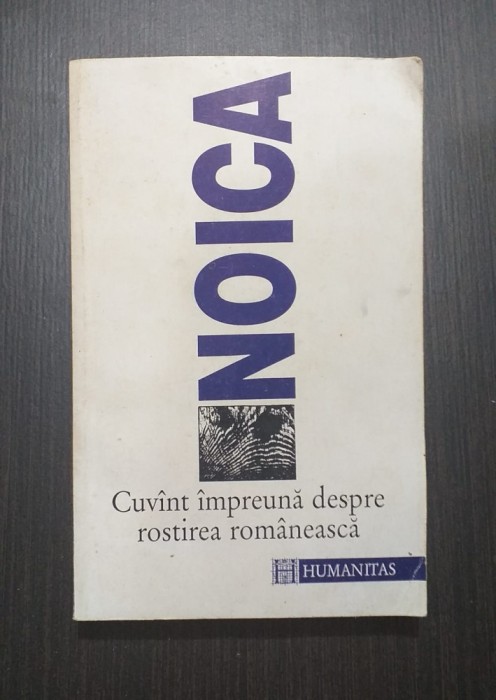 NOICA
Cuvînt împreună despre
rostirea românească
HUMANITAS